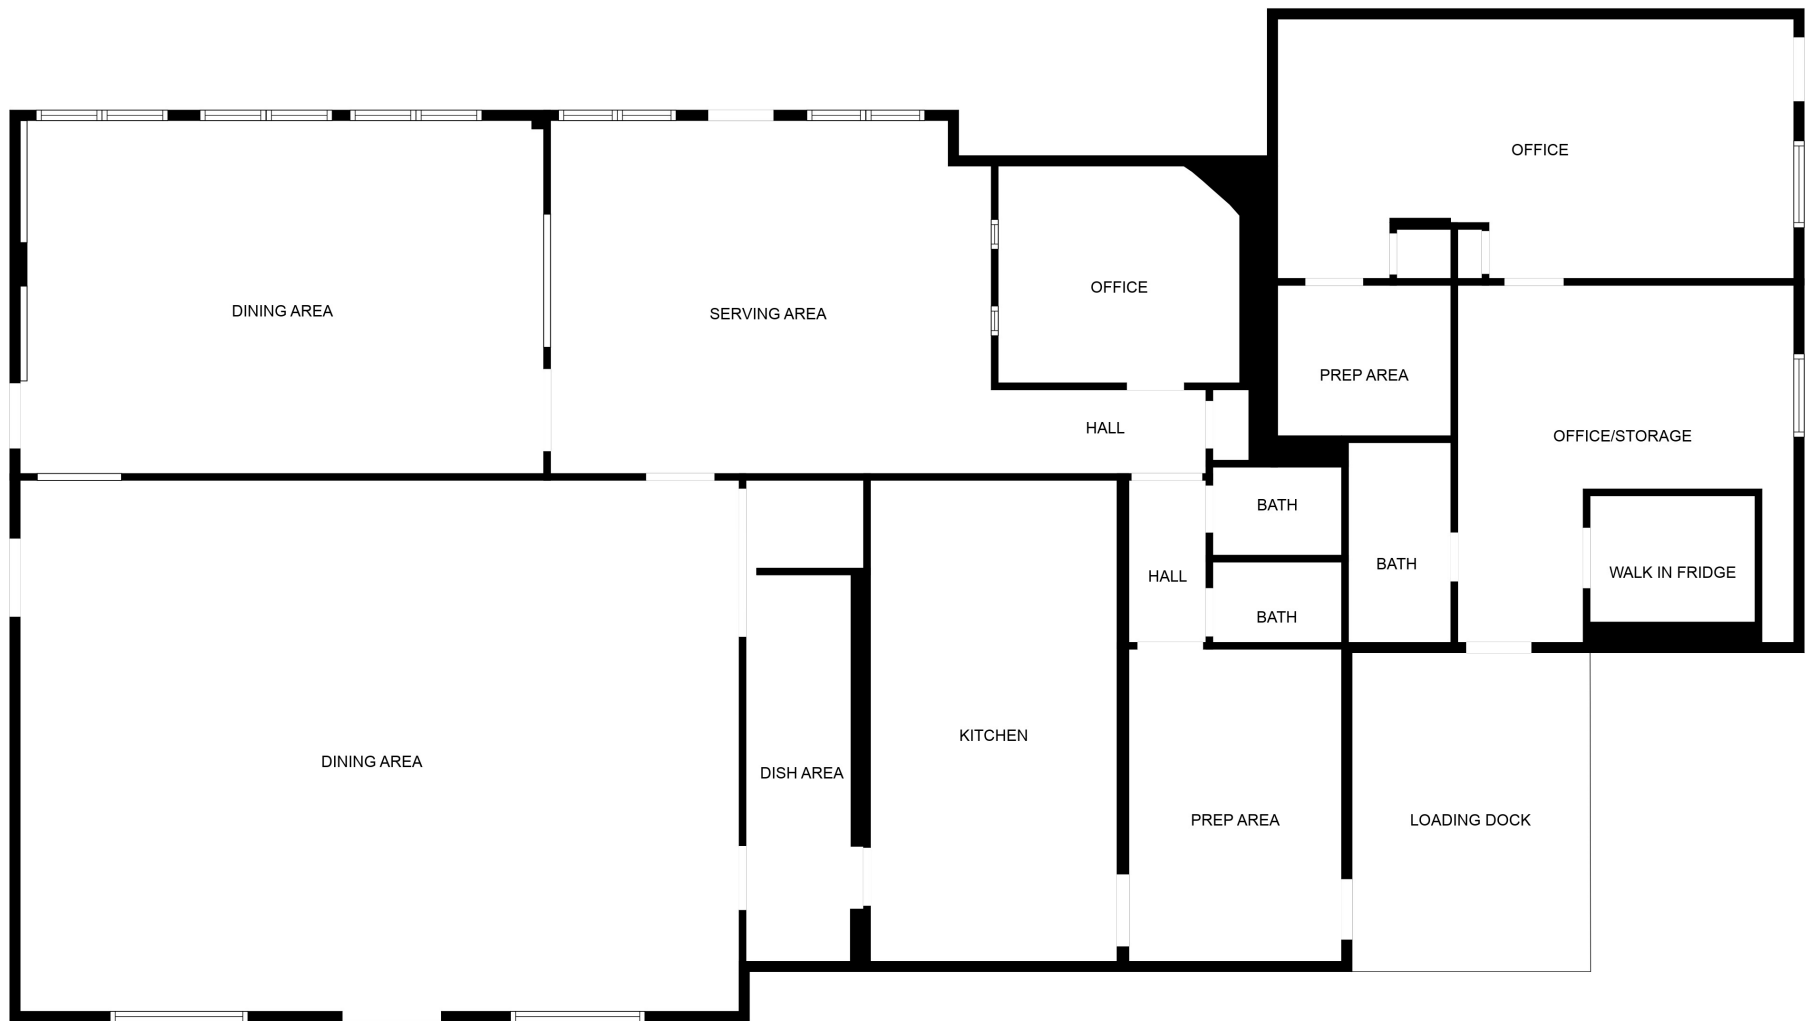 OFFICE
OFFICE
DINING AREA
SERVING AREA
PREP AREA
HALL
OFFICE/STORAGE
BATH
BATH
WALK IN FRIDGE
HALL
BATH
KITCHEN
DINING AREA
DISH AREA
PREP AREA
LOADING DOCK